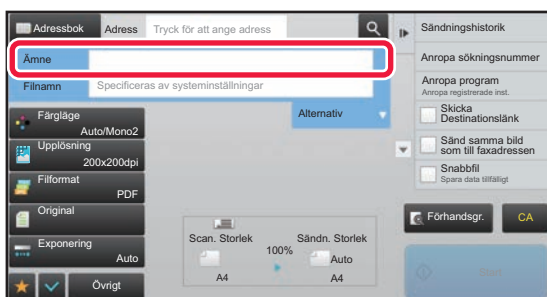 Adressbok
Adress
Tryck för att ange adress
Ämne
Filnamn
Specificeras av systeminställningar
Alternativ
Färgläge
Auto/Mono2
Upplösning
200x200dpi
Filformat
PDF
Original
Exponering
Auto
Övrigt
Scan. Storlek
A4
100%
Sändn. Storlek
Auto
A4
Sändningshistorik
Anropa sökningsnummer
Anropa program
Anropa registrerade inst.
Skicka
Destinationslänk
Sänd samma bild
som till faxadressen
Snabbfil
Spara data tillfälligt
Förhandsgr.
CA
Start